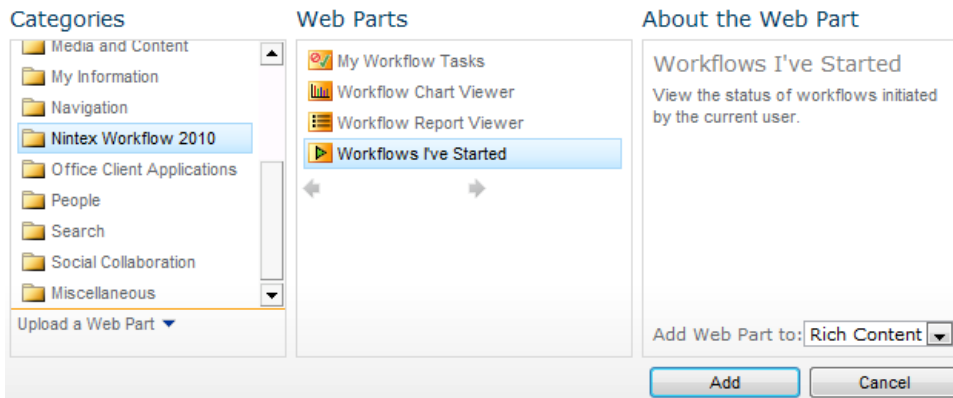 Categories
Media and Content
My Information
Navigation
Nintex Workflow 2010
Office Client Applications
People
Search
Social Collaboration
Miscellaneous
Upload a Web Part
Web Parts
My Workflow Tasks
Workflow Chart Viewer
Workflow Report Viewer
Workflows I've Started
About the Web Part
Workflows I've Started
View the status of workflows initiated
by the current user.
Add Web Part to: Rich Content
Add
Cancel